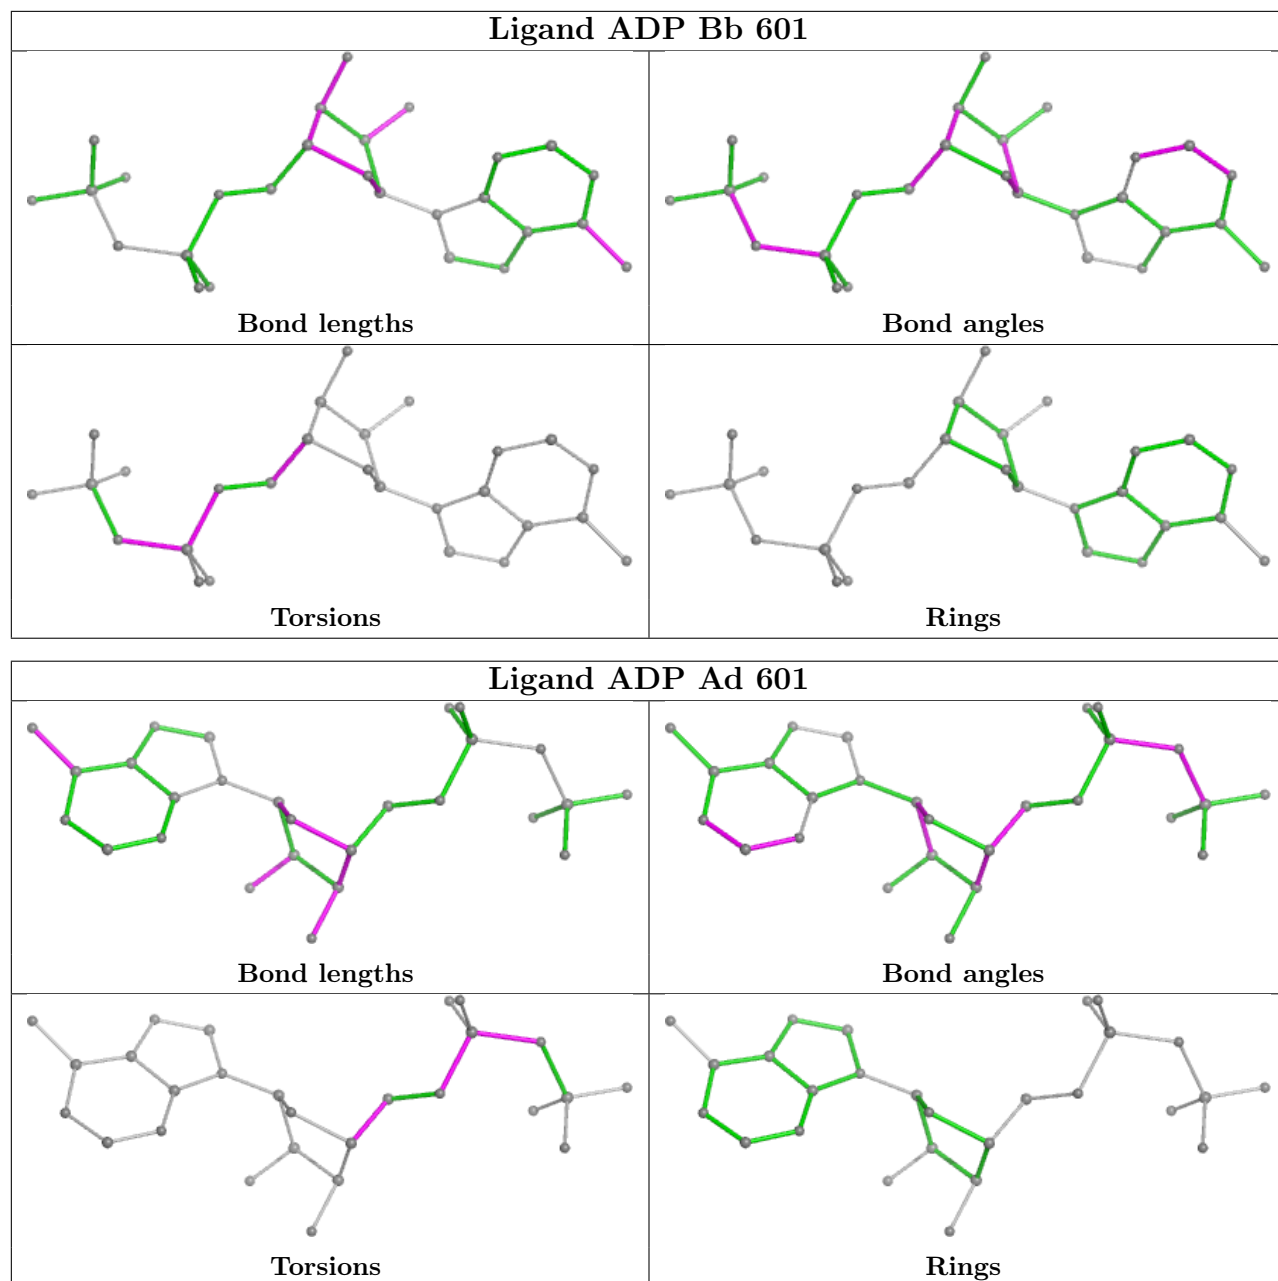 Ligand ADP Bb 601
Bond lengths
Bond angles
Torsions
Rings
Ligand ADP Ad 601
Bond lengths
Bond angles
Torsions
Rings